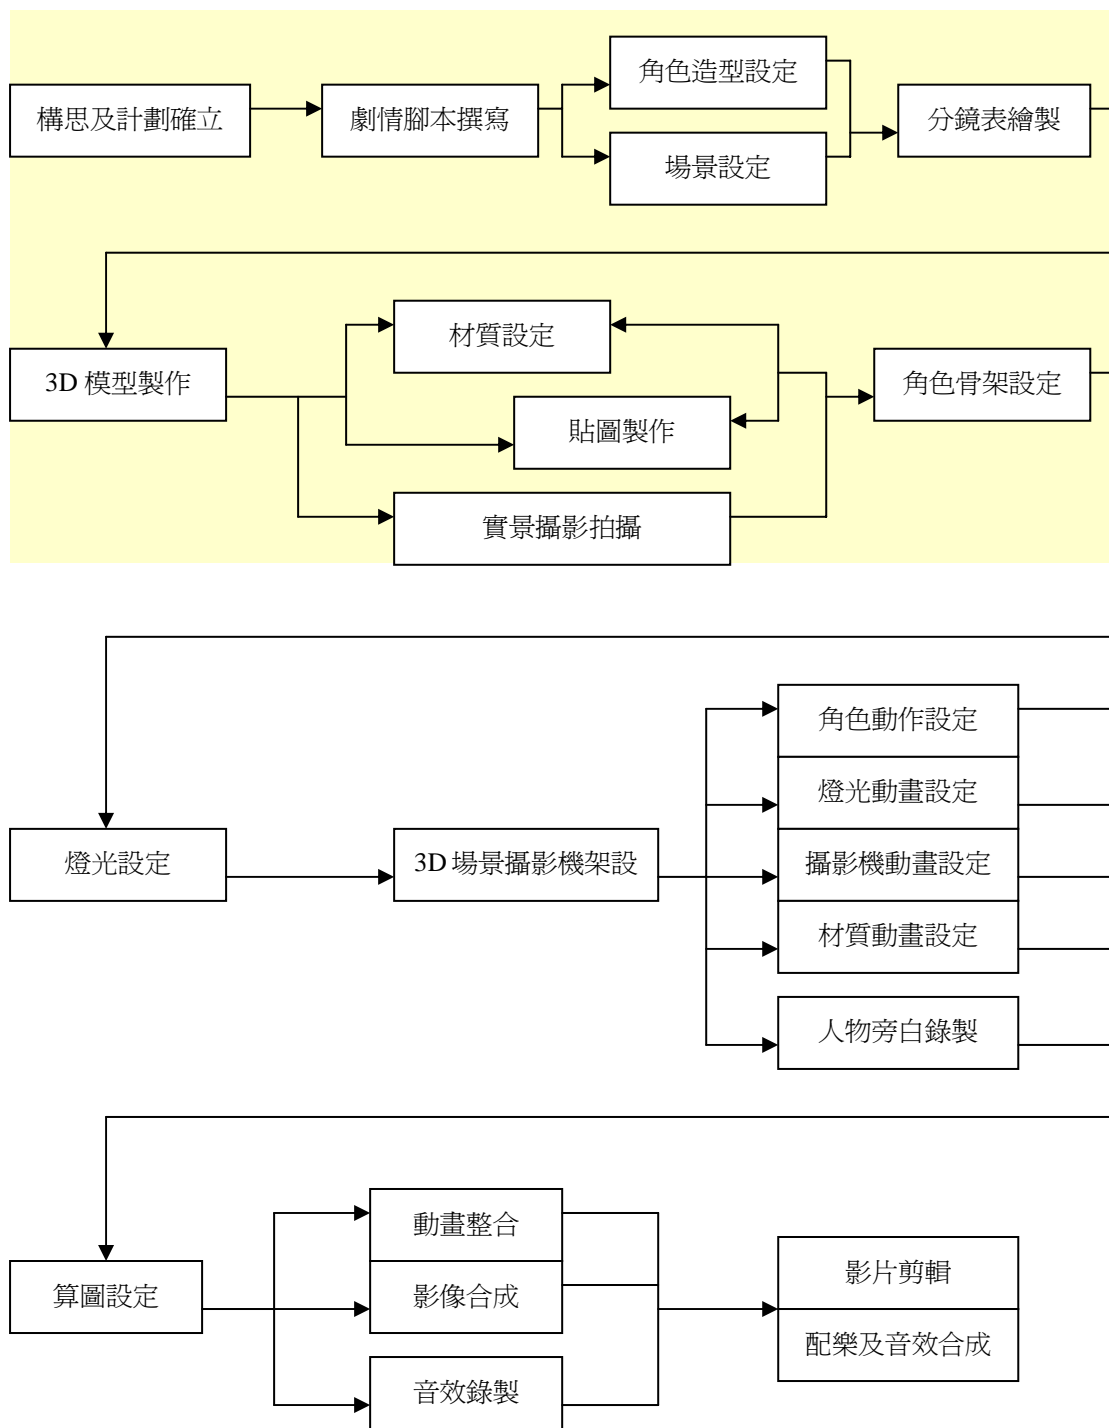 構思及計劃確立
劇情腳本撰寫
角色造型設定
場景設定
分鏡表繪製
3D 模型製作
材質設定
貼圖製作
實景攝影拍攝
角色骨架設定
燈光設定
3D 場景攝影機架設
角色動作設定
燈光動畫設定
攝影機動畫設定
材質動畫設定
人物旁白錄製
算圖設定
動畫整合
影像合成
音效錄製
影片剪輯
配樂及音效合成